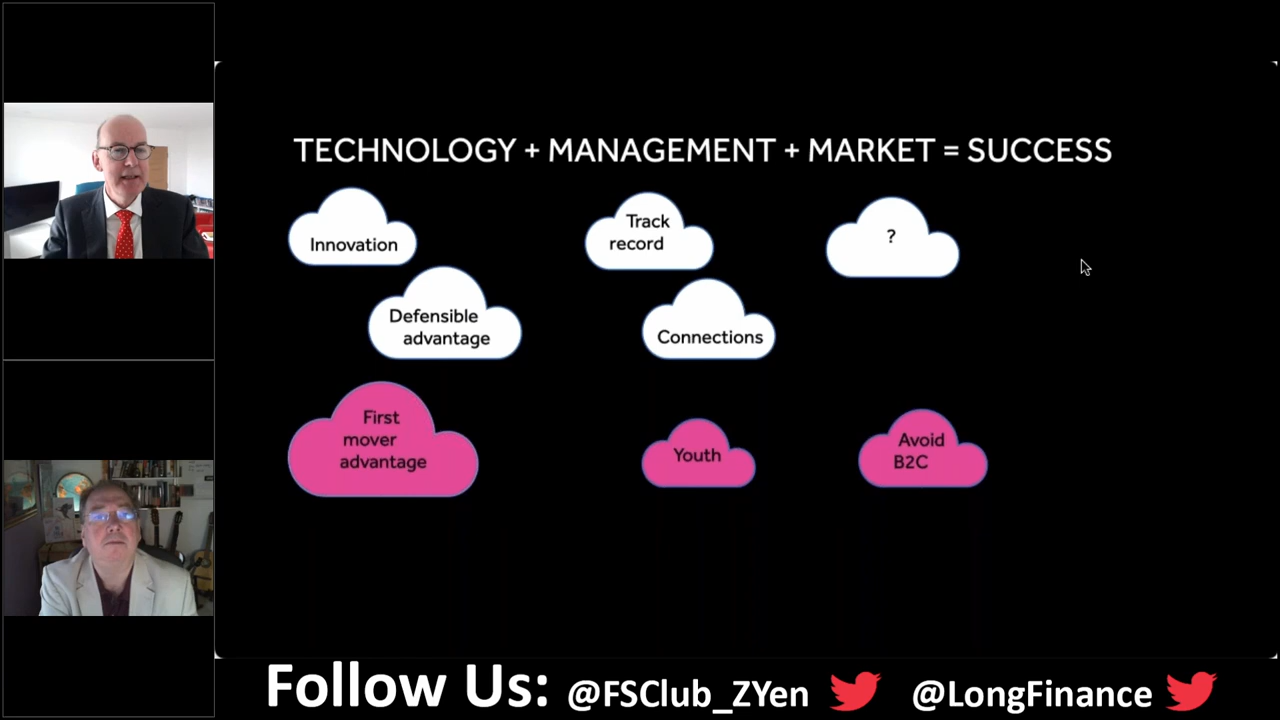 TECHNOLOGY + MANAGEMENT + MARKET = SUCCESS
Innovation
Track
record
?
Defensible
advantage
Connections
First
mover
advantage
Youth
Avoid
B2C
Follow Us: @FSClub_ZYen @LongFinance